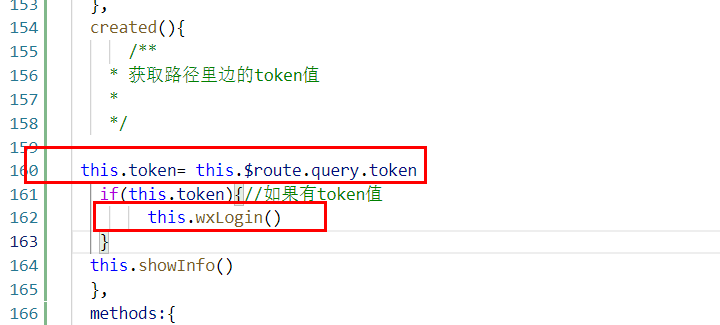 153 },
154 created(){
155 /**
156 * 获取路径里边的token值
157 *
158 */
159
160 this.token= this.$route.query.token
161 if(this.token){//如果有token值
162 this.wxLogin()
163 }
164 this.showInfo()
165 },
166 methods:{